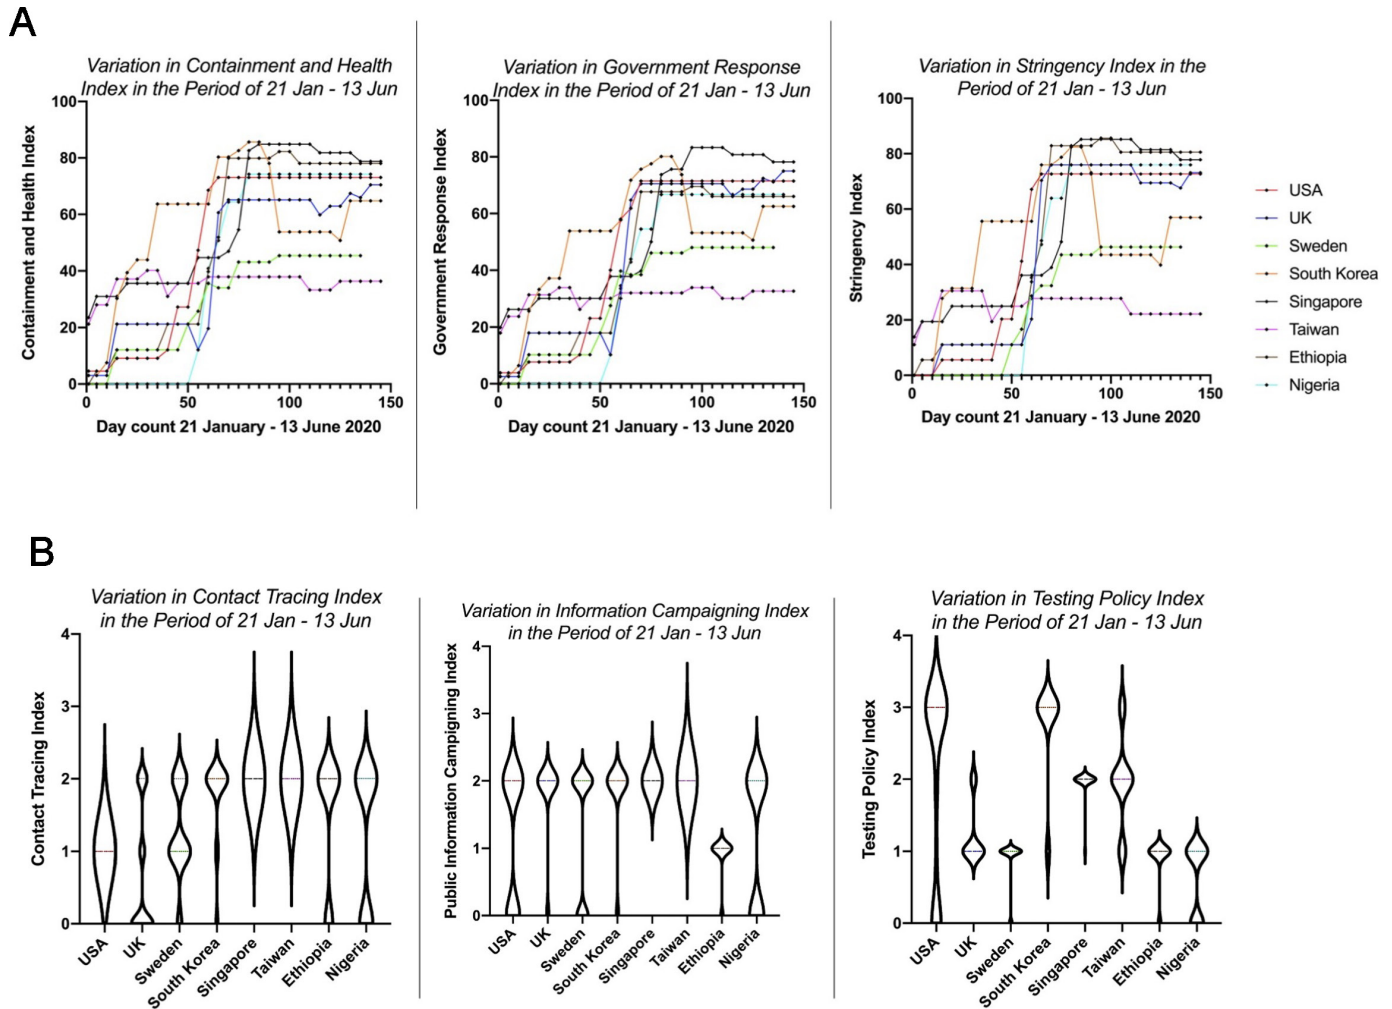 A
Variation in Containment and Health
Index in the Period of 21 Jan - 13 Jun
Containment and Health Index
100
80
60
40
20
0
0 50 100 150
Day count 21 January - 13 June 2020
Variation in Government Response
Index in the Period of 21 Jan - 13 Jun
Government Response Index
100
80
60
40
20
0
0 50 100 150
Day count 21 January - 13 June 2020
Variation in Stringency Index in the
Period of 21 Jan - 13 Jun
Stringency Index
100
80
60
40
20
0
0 50 100 150
Day count 21 January - 13 June 2020
USA
UK
Sweden
South Korea
Singapore
Taiwan
Ethiopia
Nigeria
B
Variation in Contact Tracing Index
in the Period of 21 Jan - 13 Jun
Contact Tracing Index
4
3
2
1
0
USA
UK
Sweden
South Korea
Singapore
Taiwan
Ethiopia
Nigeria
Variation in Information Campaigning Index
in the Period of 21 Jan - 13 Jun
Public Information Campigning Index
4
3
2
1
0
USA
UK
Sweden
South Korea
Singapore
Taiwan
Ethiopia
Nigeria
Variation in Testing Policy Index
in the Period of 21 Jan - 13 Jun
Testing Policy Index
4
3
2
1
0
USA
UK
Sweden
South Korea
Singapore
Taiwan
Ethiopia
Nigeria